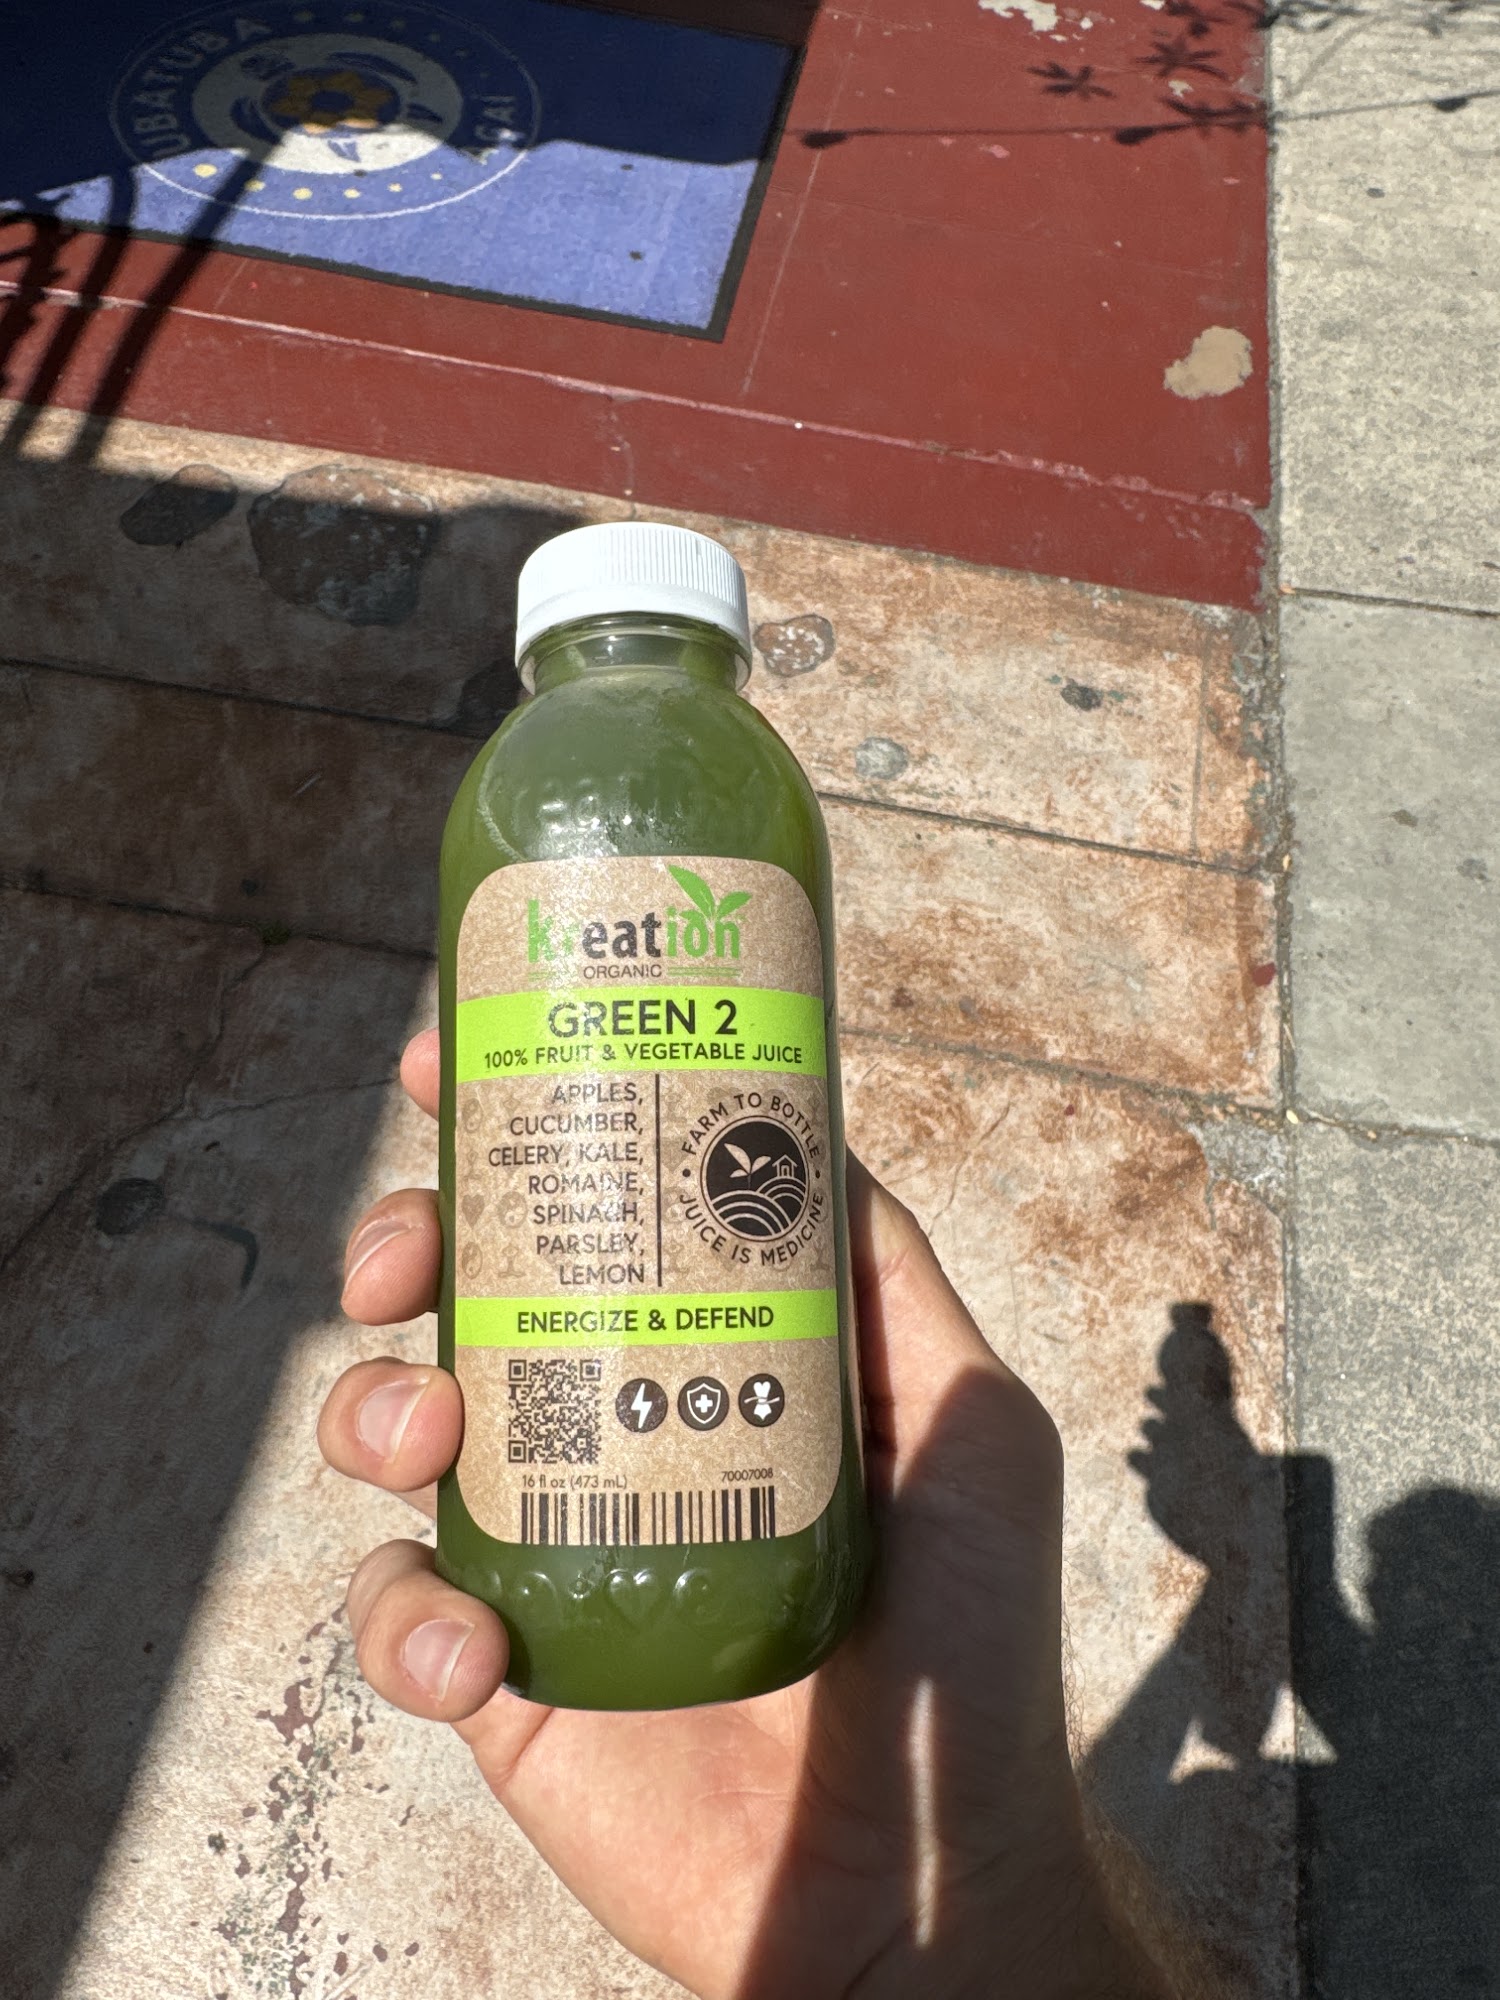 UBATUBA
AÇAÍ
kreation
ORGANIC
GREEN 2
100% FRUIT & VEGETABLE JUICE
APPLES,
CUCUMBER,
CELERY, KALE,
ROMAINE,
SPINACH,
PARSLEY,
LEMON
FARM TO BOTTLE
JUICE IS MEDICINE
ENERGIZE & DEFEND
16 fl oz (473 mL)
70007008